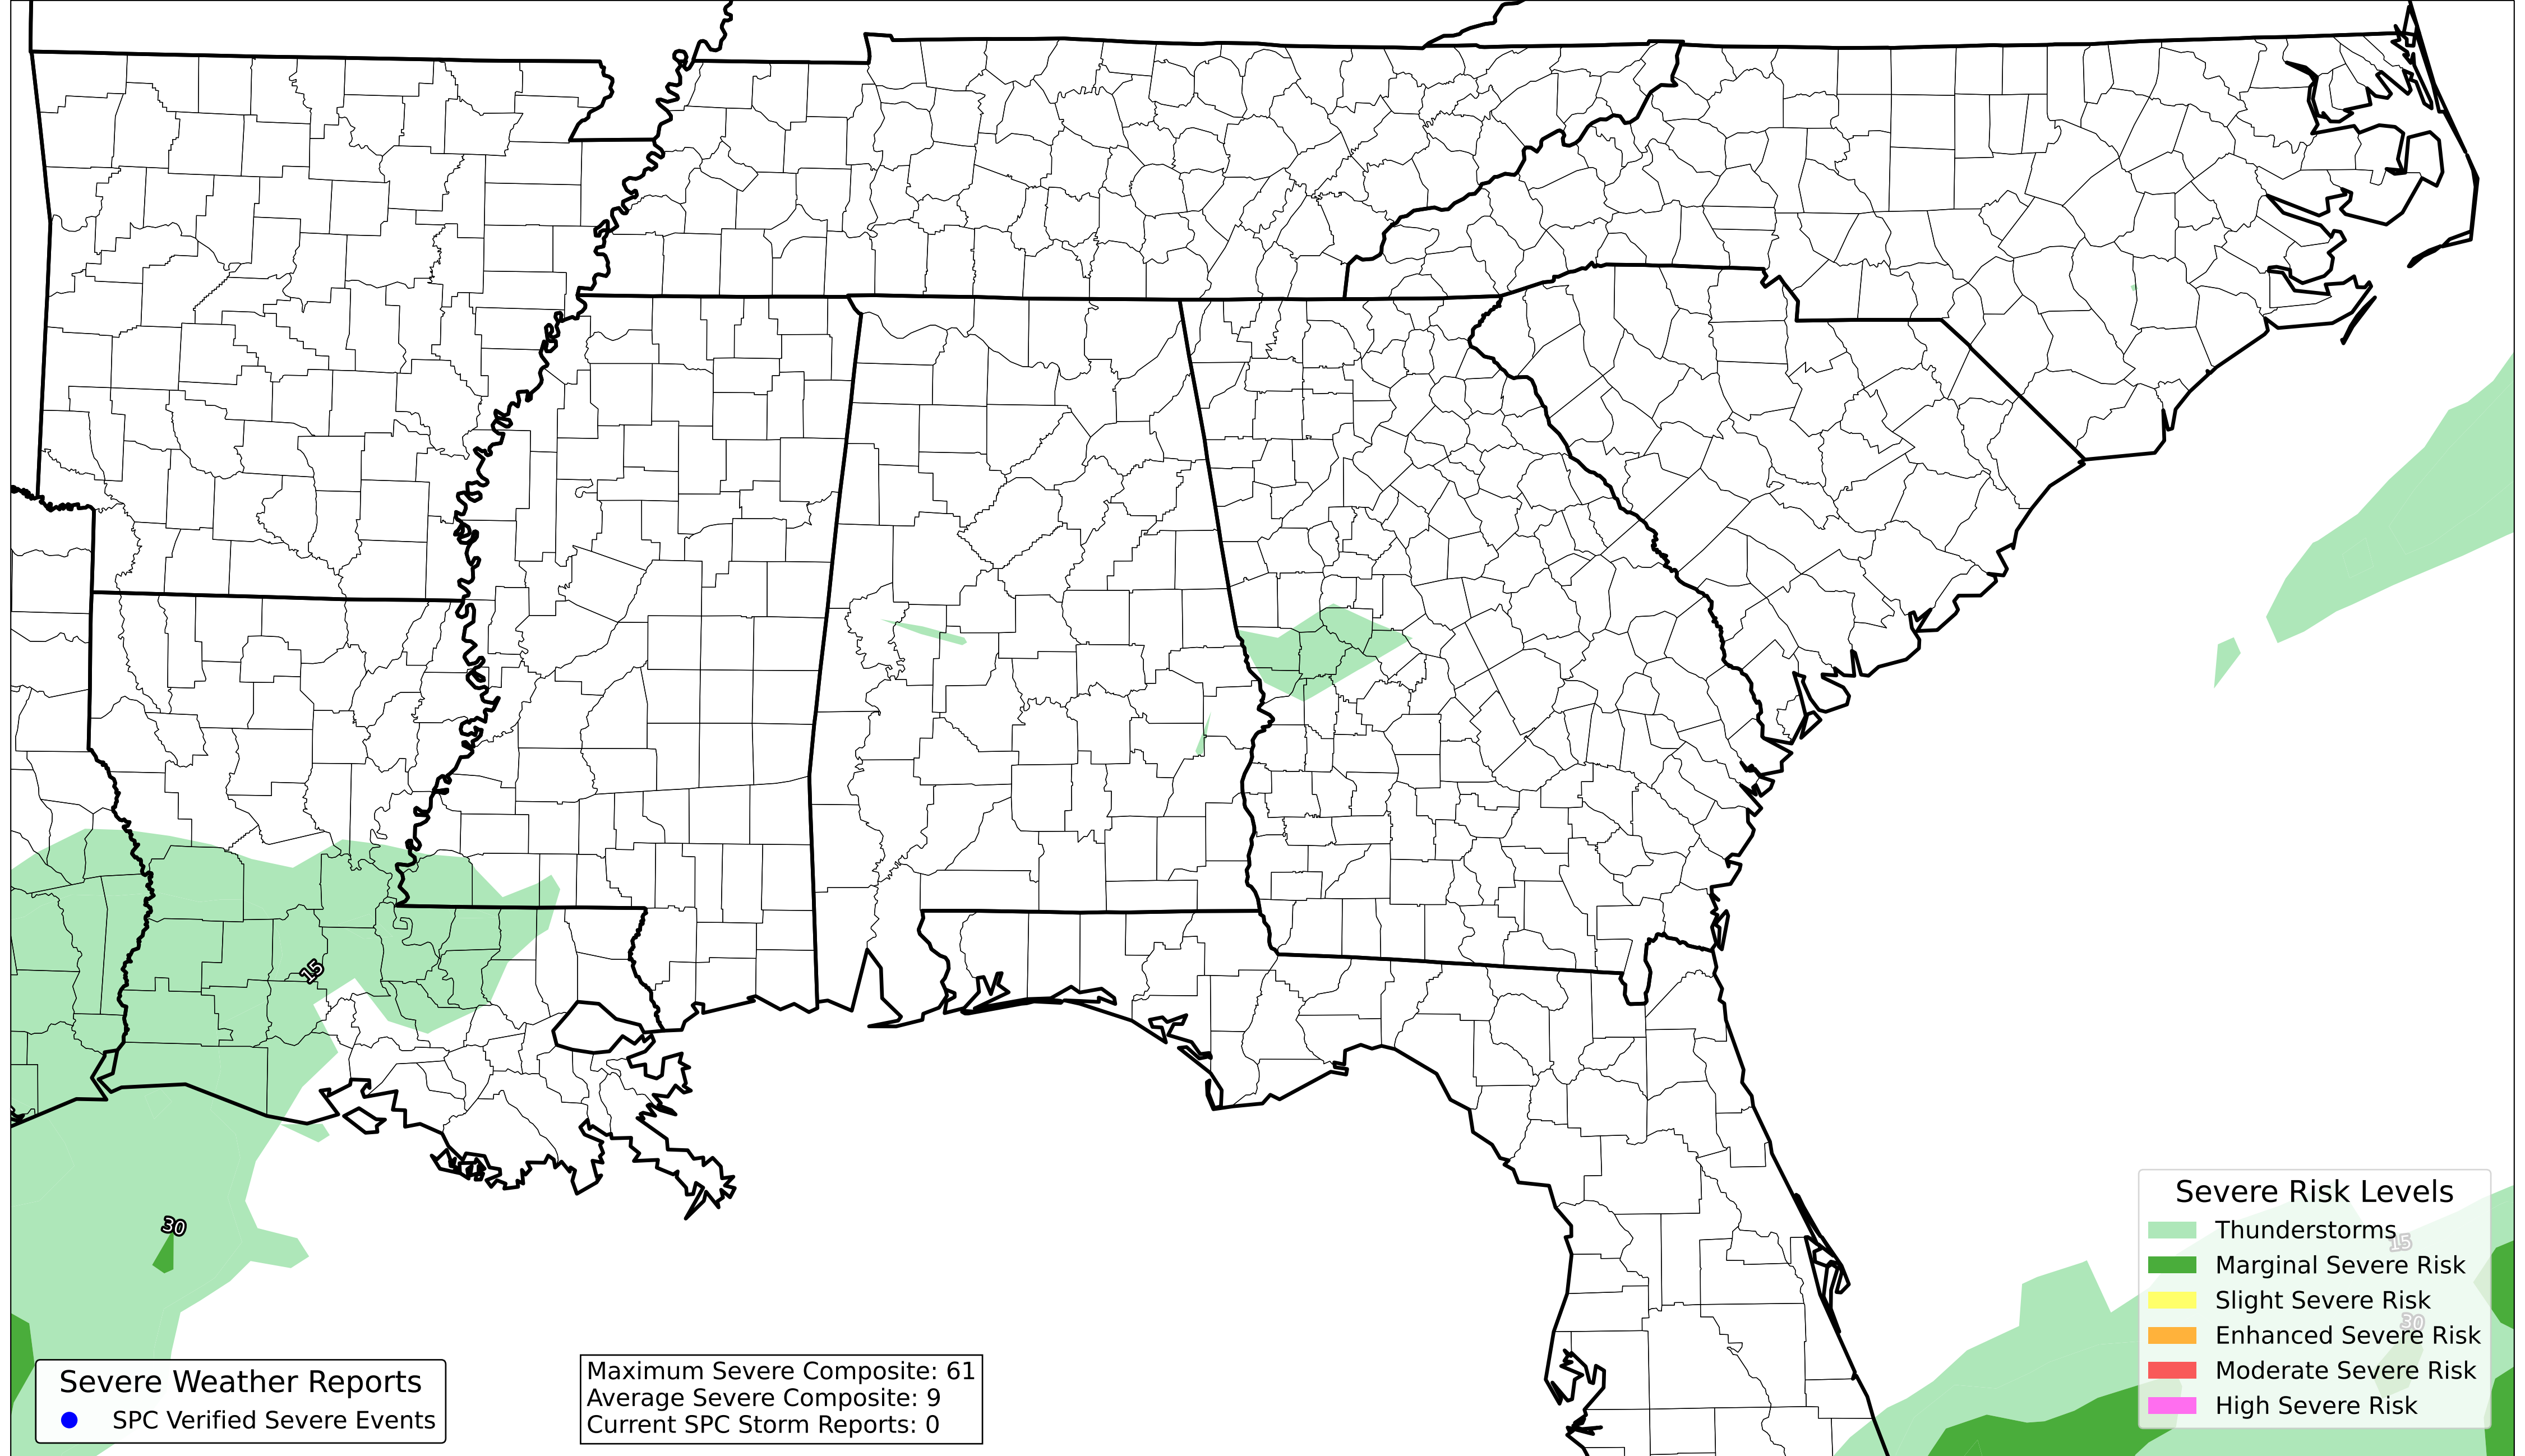 15
30
Severe Risk Levels
Thunderstorms
15
Marginal Severe Risk
Slight Severe Risk
30
Enhanced Severe Risk
Moderate Severe Risk
High Severe Risk
Severe Weather Reports
SPC Verified Severe Events
Maximum Severe Composite: 61
Average Severe Composite: 9
Current SPC Storm Reports: 0